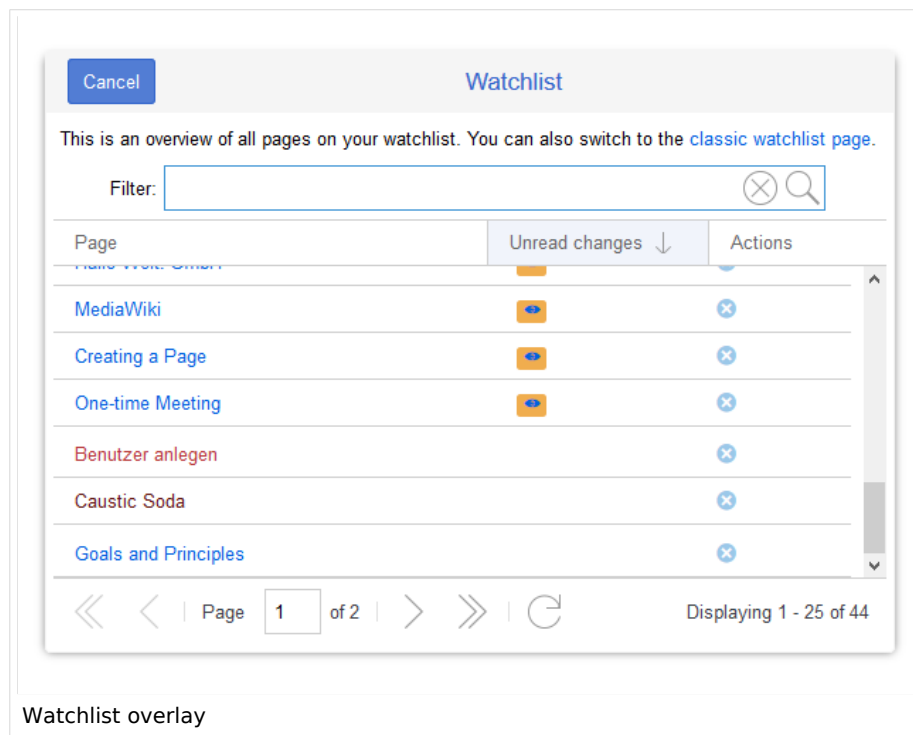 Cancel
Watchlist
This is an overview of all pages on your watchlist. You can also switch to the classic watchlist page.
Filter:
Page Unread changes Actions
MediaWiki
Creating a Page
One-time Meeting
Benutzer anlegen
Caustic Soda
Goals and Principles
Page 1 of 2 Displaying 1 - 25 of 44
Watchlist overlay